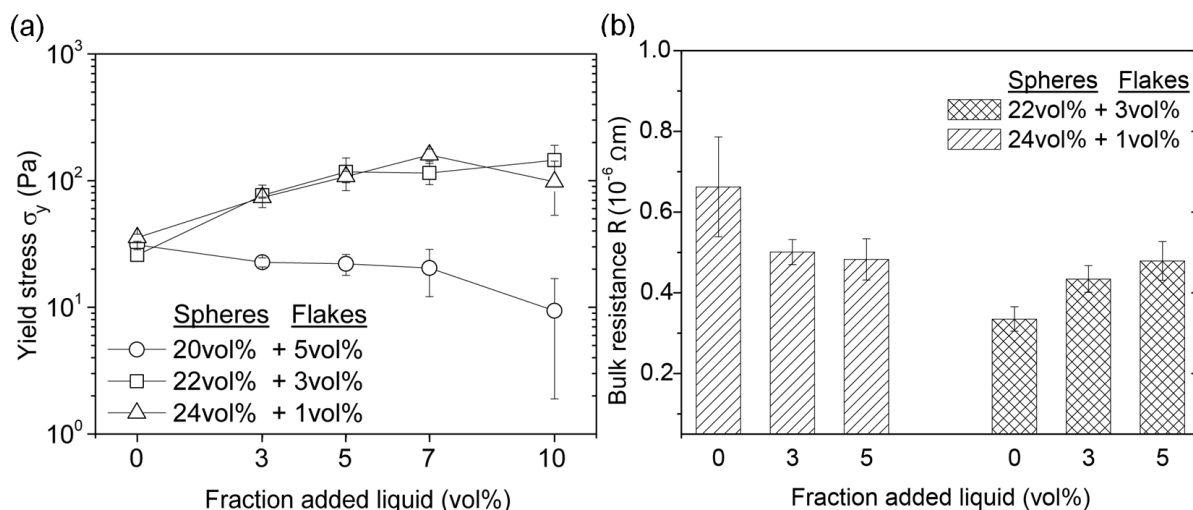 (a)
10³
10²
10¹
10⁰
Yield stress σy (Pa)
Spheres Flakes
20vol% + 5vol%
22vol% + 3vol%
24vol% + 1vol%
0 3 5 7 10
Fraction added liquid (vol%)
(b)
1.0
0.8
0.6
0.4
0.2
Bulk resistance R (10⁻⁶ Ωm)
Spheres Flakes
22vol% + 3vol%
24vol% + 1vol%
0 3 5 0 3 5
Fraction added liquid (vol%)